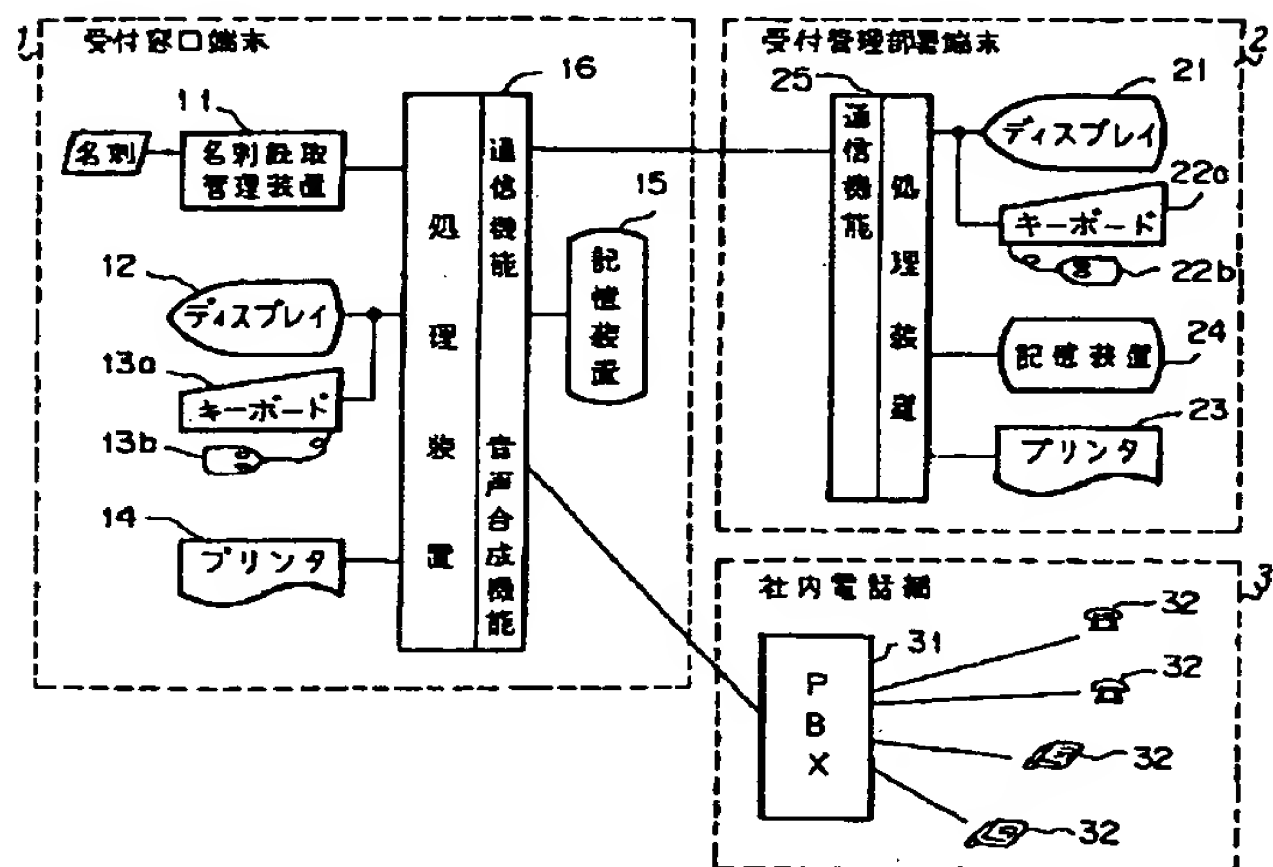 1
受付窓口端末
名刺
11
名刺読取
管理装置
12
ディスプレイ
13a
キーボード
13b
14
プリンタ
16
処理装置
通信機能
音声合成機能
15
記憶装置
2
受付管理部署端末
25
通信機能
処理装置
21
ディスプレイ
22a
キーボード
22b
24
記憶装置
23
プリンタ
3
社内電話網
31
PBX
32
32
32
32